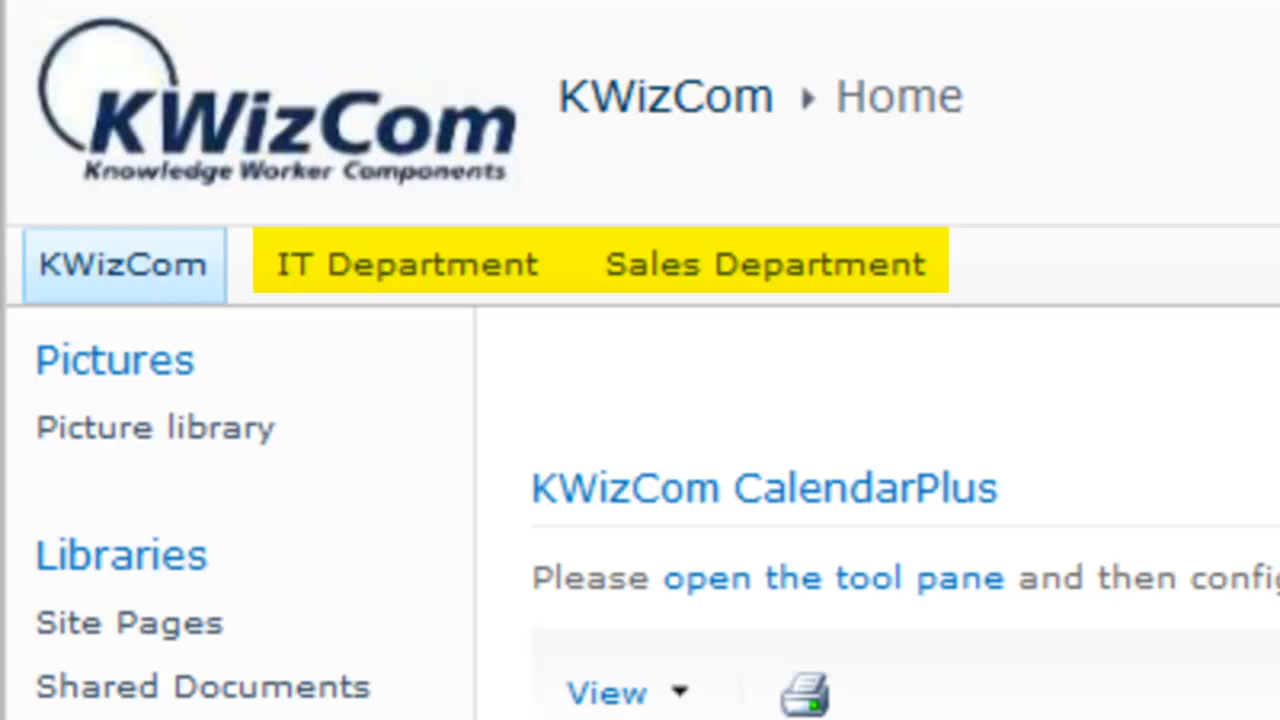 KWizCom
Knowledge Worker Components
KWizCom ▸ Home
KWizCom IT Department Sales Department
Pictures
Picture library
Libraries
Site Pages
Shared Documents
KWizCom CalendarPlus
Please open the tool pane and then
View